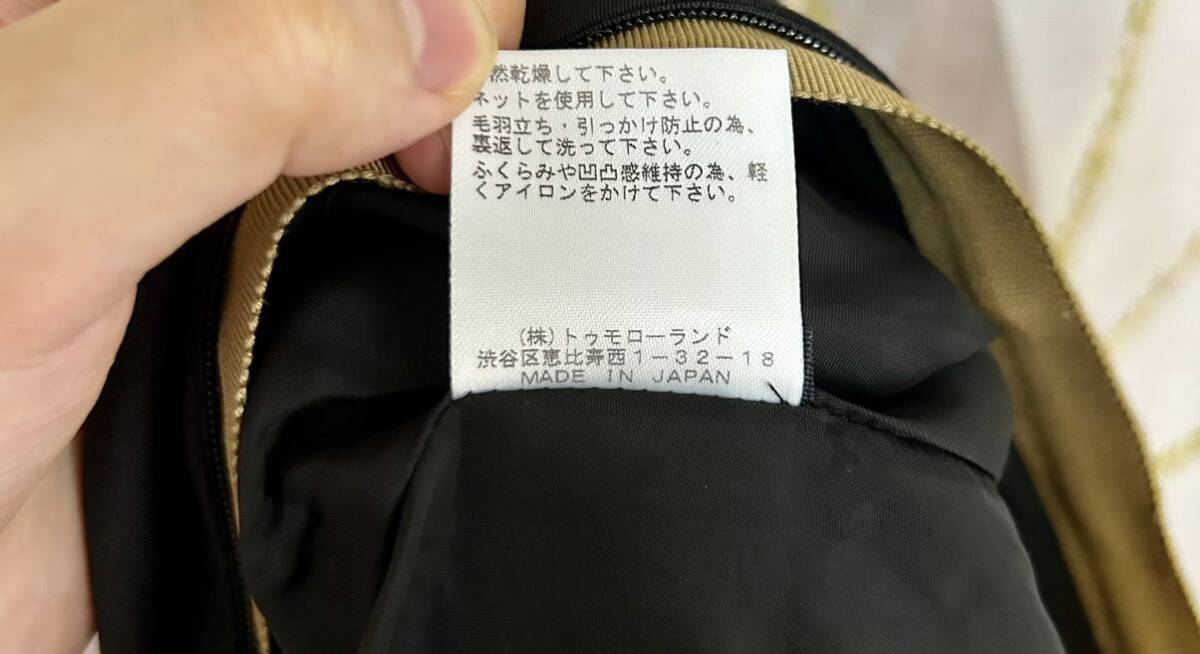 然乾燥して下さい。
ネットを使用して下さい。
毛羽立ち・引っかけ防止の為、
裏返して洗って下さい。
ふくらみや凹凸感維持の為、軽
くアイロンをかけて下さい。
(株)トゥモローランド
渋谷区恵比寿西1-32-18
MADE IN JAPAN